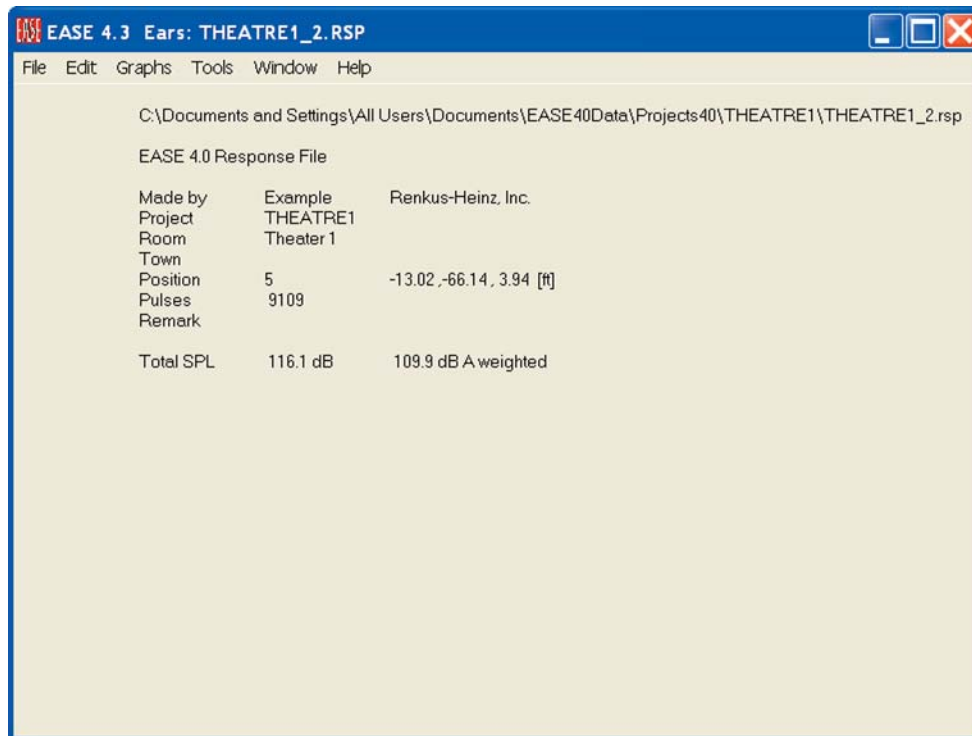 EASE EASE 4.3 Ears: THEATRE1_2.RSP
File Edit Graphs Tools Window Help
C:\Documents and Settings\All Users\Documents\EASE40Data\Projects40\THEATRE1\THEATRE1_2.rsp
EASE 4.0 Response File
Made by Example Renkus-Heinz, Inc.
Project THEATRE1
Room Theater 1
Town
Position 5 -13.02 ,-66.14 , 3.94 [ft]
Pulses 9109
Remark
Total SPL 116.1 dB 109.9 dB A weighted